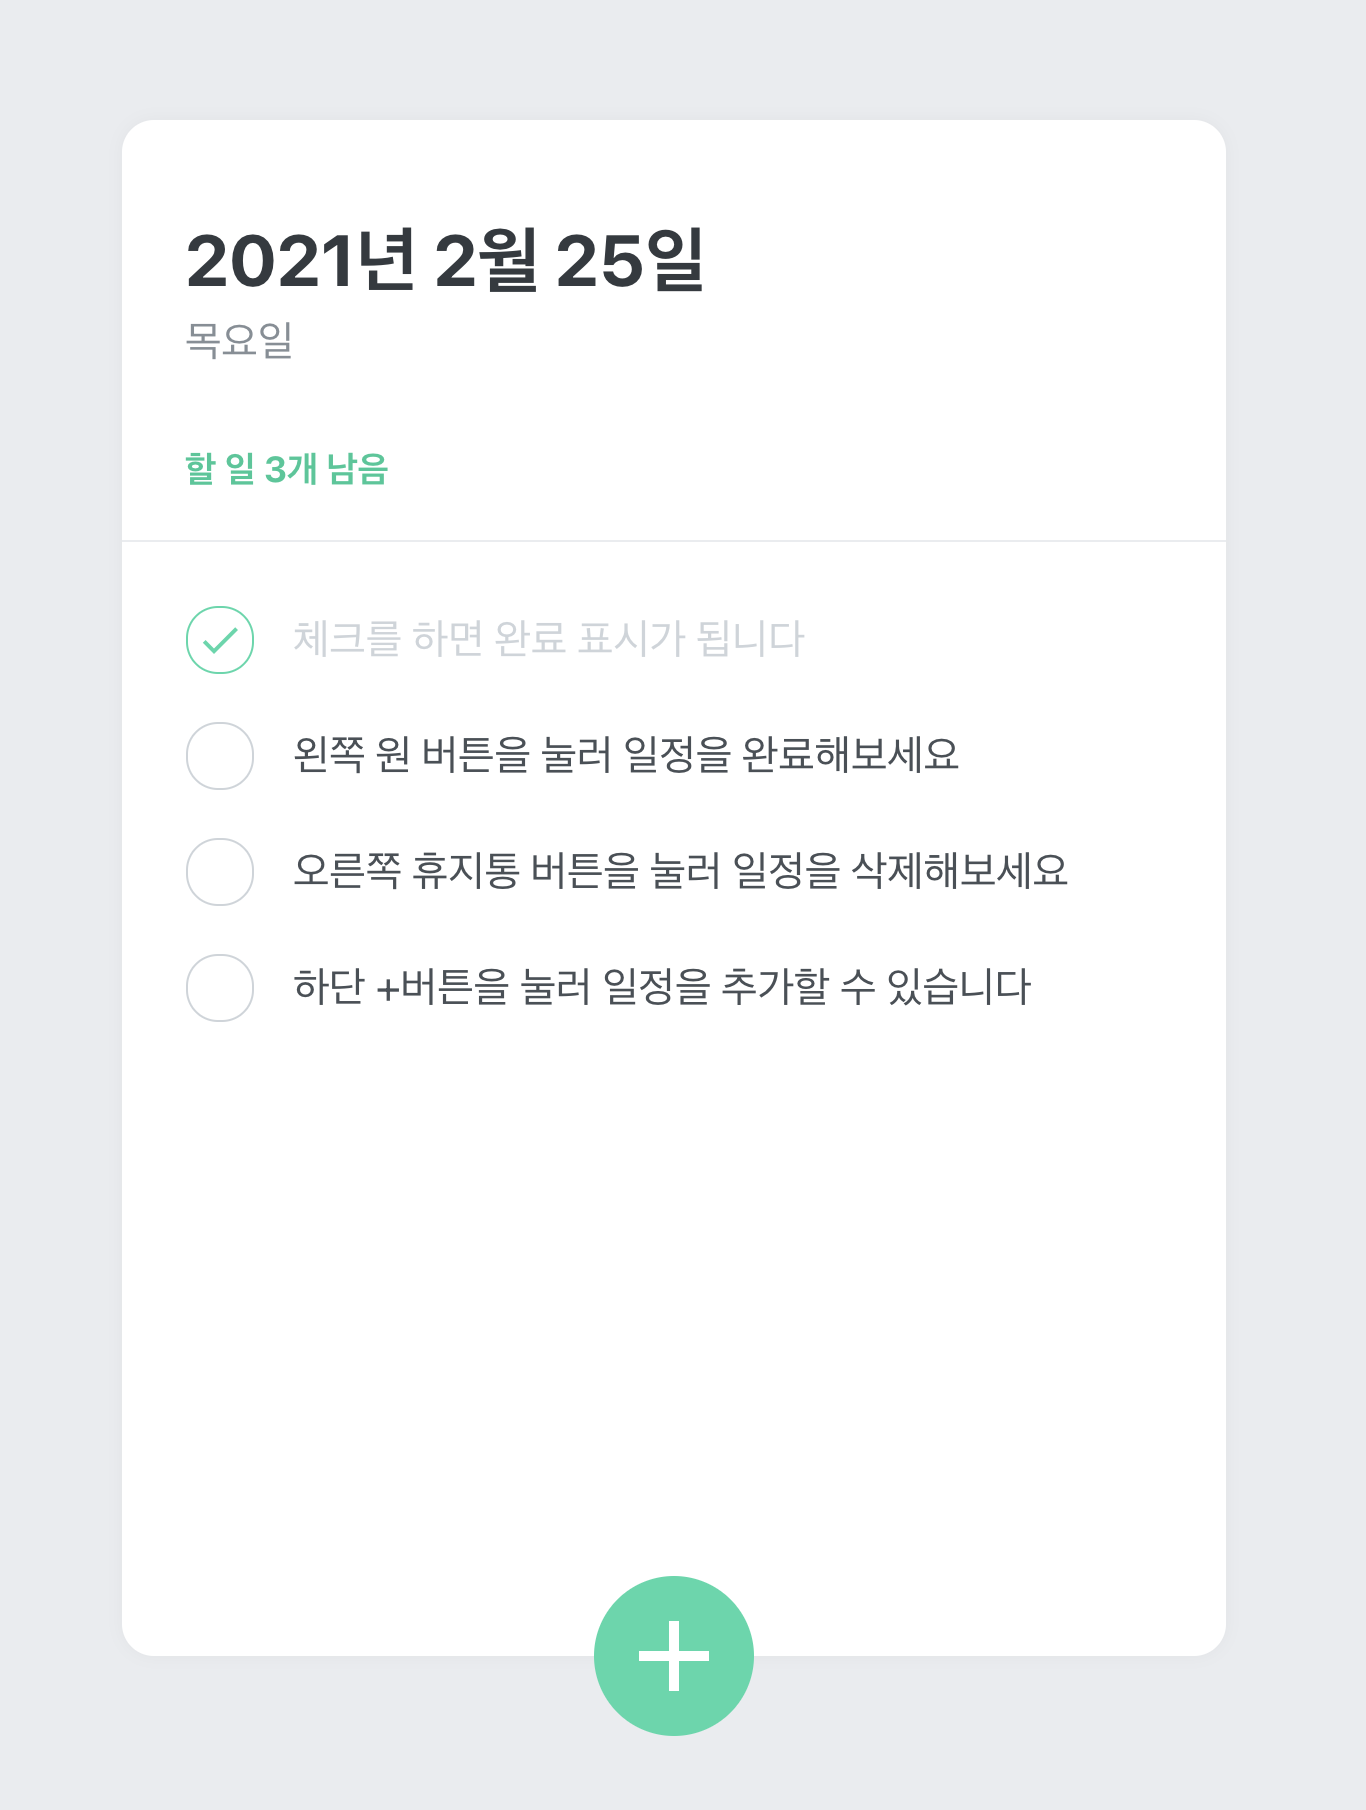 2021년 2월 25일
목요일
할 일 3개 남음
체크를 하면 완료 표시가 됩니다
왼쪽 원 버튼을 눌러 일정을 완료해보세요
오른쪽 휴지통 버튼을 눌러 일정을 삭제해보세요
하단 +버튼을 눌러 일정을 추가할 수 있습니다